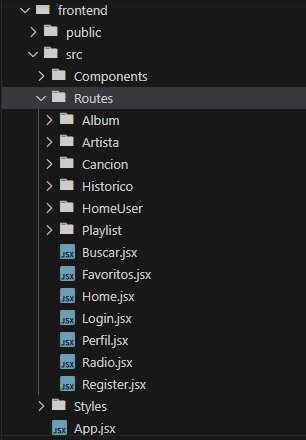 frontend
public
src
Components
Routes
Album
Artista
Cancion
Historico
HomeUser
Playlist
JSX Buscar.jsx
JSX Favoritos.jsx
JSX Home.jsx
JSX Login.jsx
JSX Perfil.jsx
JSX Radio.jsx
JSX Register.jsx
Styles
JSX App.jsx